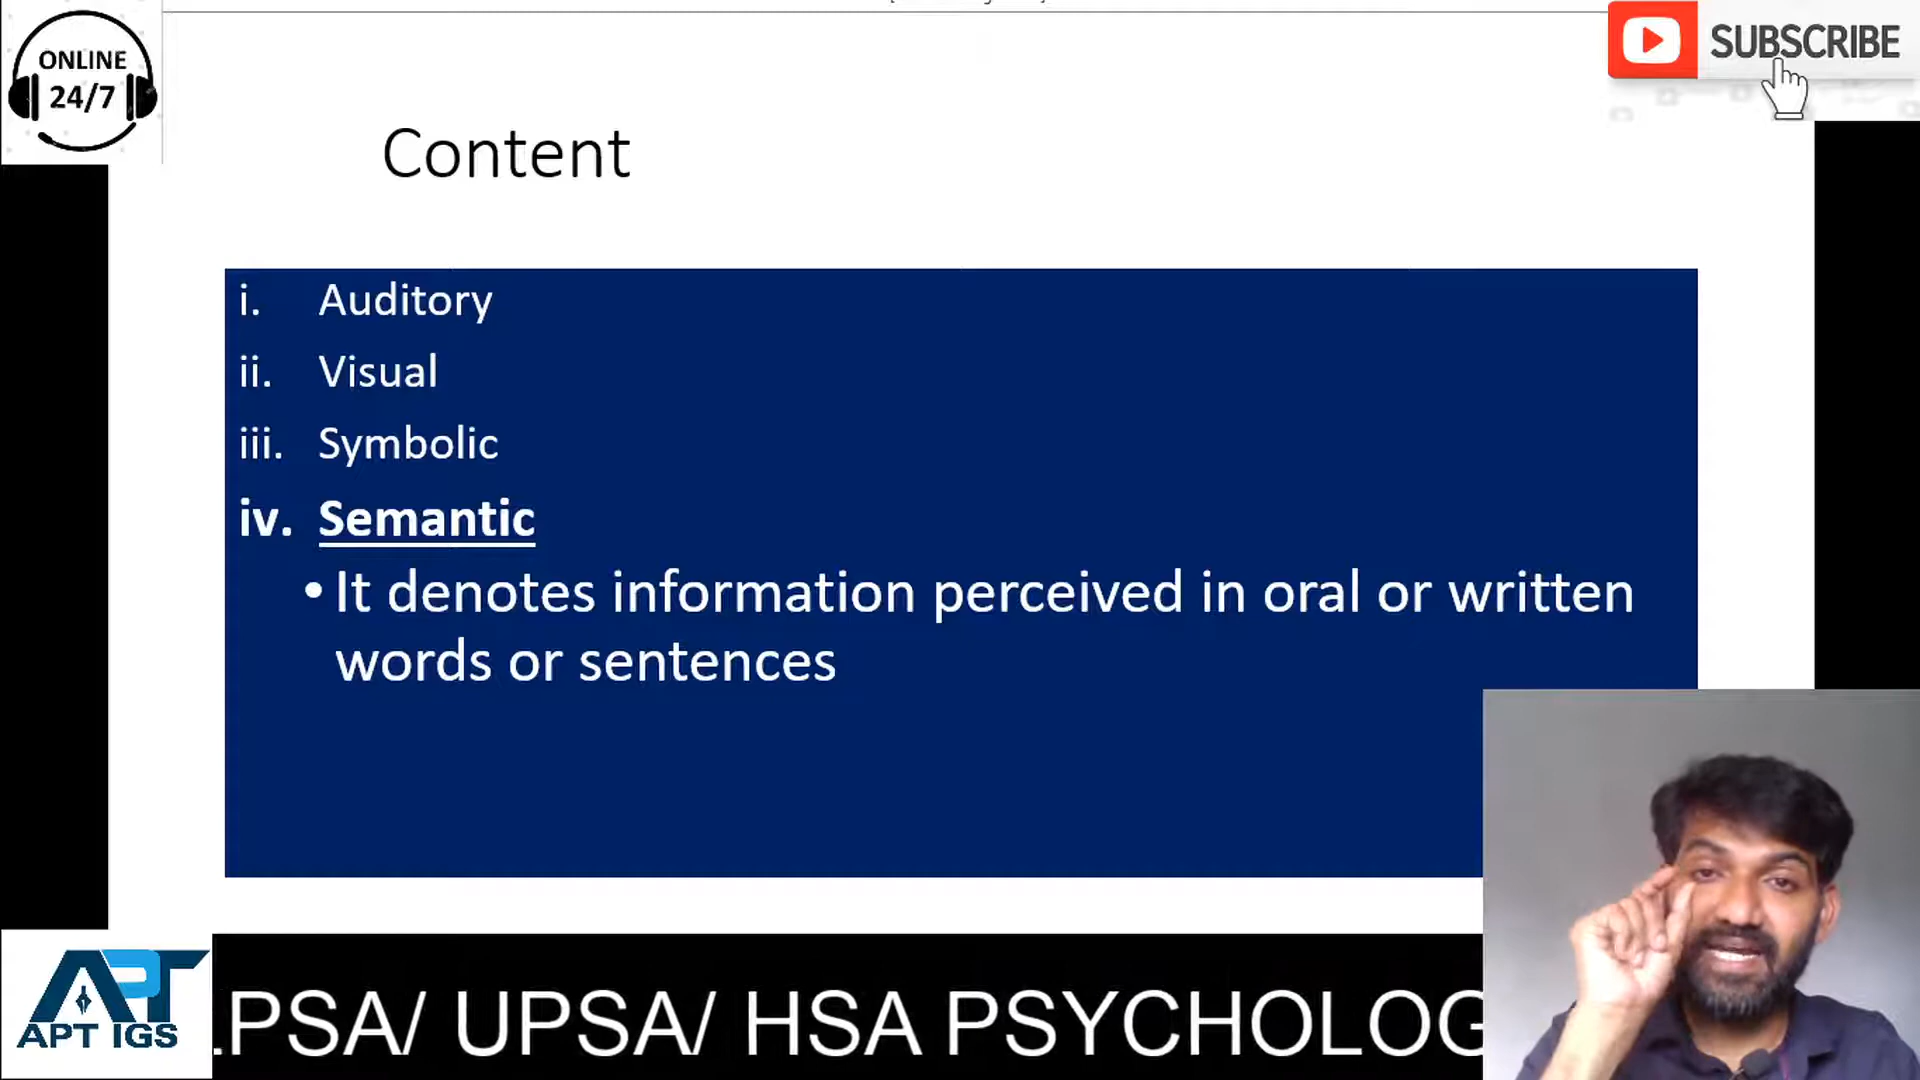 ONLINE
24/7
SUBSCRIBE
Content
i. Auditory
ii. Visual
iii. Symbolic
iv. Semantic
• It denotes information perceived in oral or written
words or sentences
APT IGS
.PSA/ UPSA/ HSA PSYCHOLOG